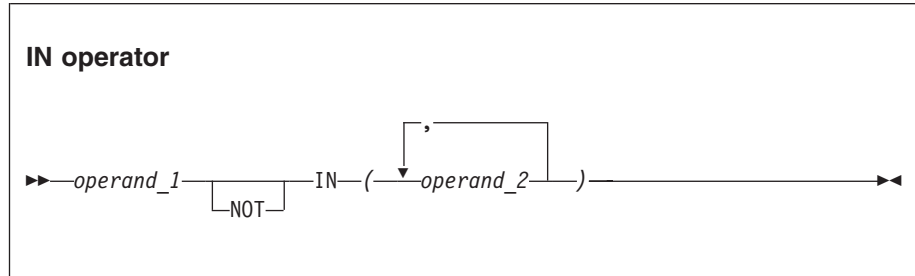 IN operator
,
operand_1 IN ( operand_2 )
NOT